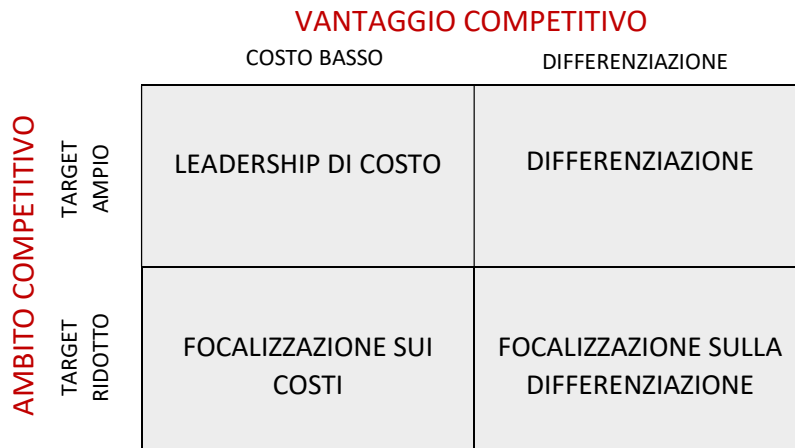 VANTAGGIO COMPETITIVO
COSTO BASSO
DIFFERENZIAZIONE
AMBITO COMPETITIVO
TARGET
AMPIO
LEADERSHIP DI COSTO
DIFFERENZIAZIONE
TARGET
RIDOTTO
FOCALIZZAZIONE SUI
COSTI
FOCALIZZAZIONE SULLA
DIFFERENZIAZIONE